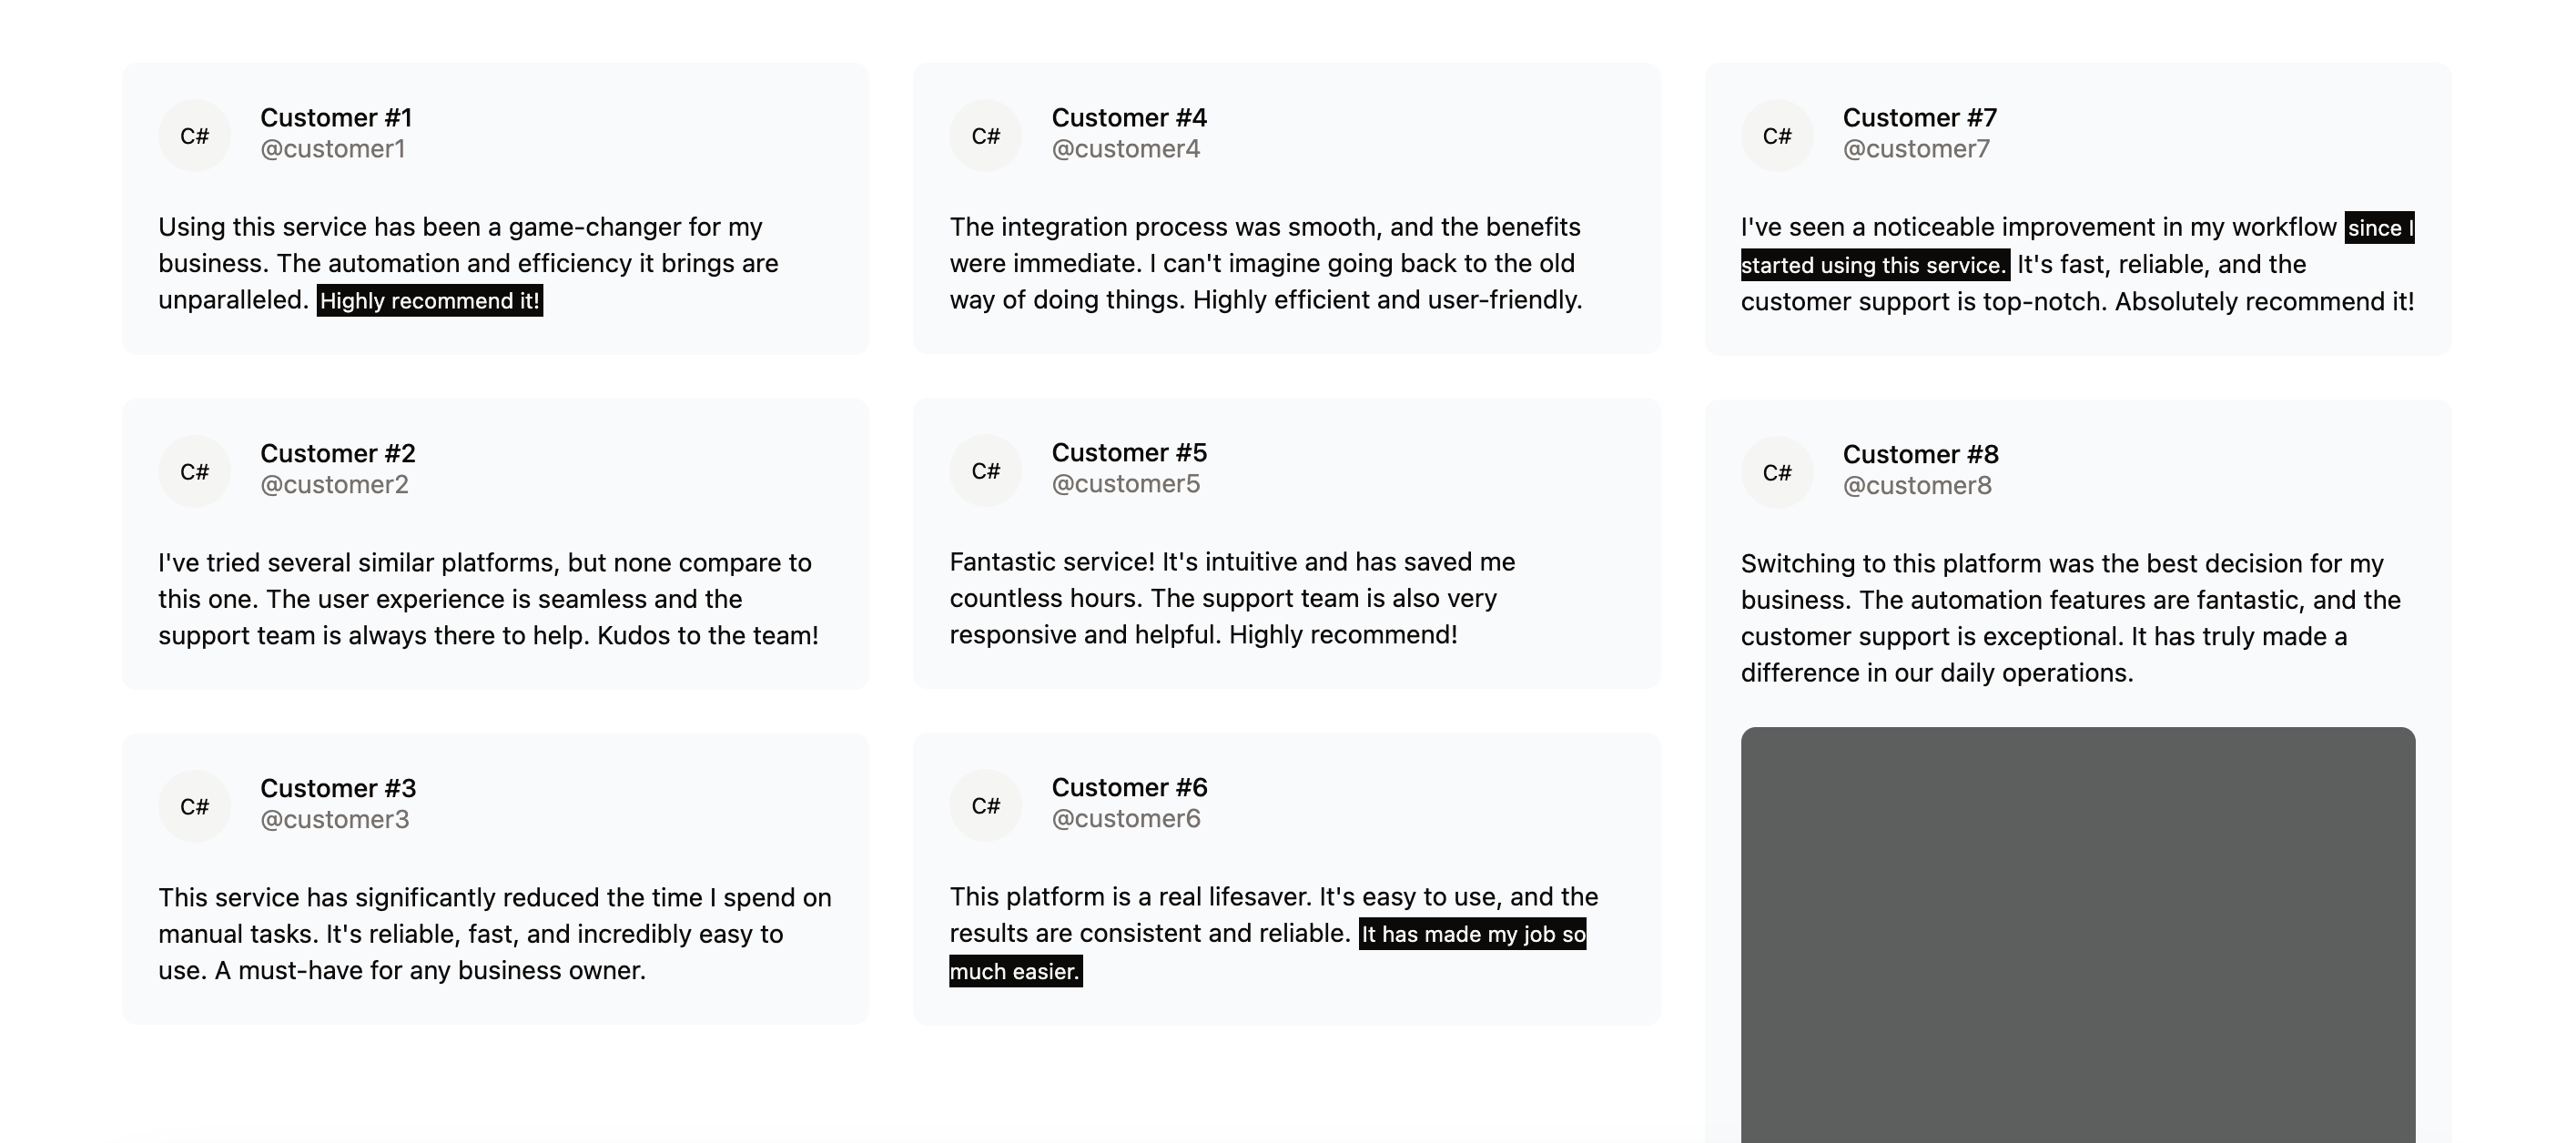 C#
Customer #1
@customer1
Using this service has been a game-changer for my
business. The automation and efficiency it brings are
unparalleled. Highly recommend it!
C#
Customer #2
@customer2
I've tried several similar platforms, but none compare to
this one. The user experience is seamless and the
support team is always there to help. Kudos to the team!
C#
Customer #3
@customer3
This service has significantly reduced the time I spend on
manual tasks. It's reliable, fast, and incredibly easy to
use. A must-have for any business owner.
C#
Customer #4
@customer4
The integration process was smooth, and the benefits
were immediate. I can't imagine going back to the old
way of doing things. Highly efficient and user-friendly.
C#
Customer #5
@customer5
Fantastic service! It's intuitive and has saved me
countless hours. The support team is also very
responsive and helpful. Highly recommend!
C#
Customer #6
@customer6
This platform is a real lifesaver. It's easy to use, and the
results are consistent and reliable. It has made my job so
much easier.
C#
Customer #7
@customer7
I've seen a noticeable improvement in my workflow since I
started using this service. It's fast, reliable, and the
customer support is top-notch. Absolutely recommend it!
C#
Customer #8
@customer8
Switching to this platform was the best decision for my
business. The automation features are fantastic, and the
customer support is exceptional. It has truly made a
difference in our daily operations.